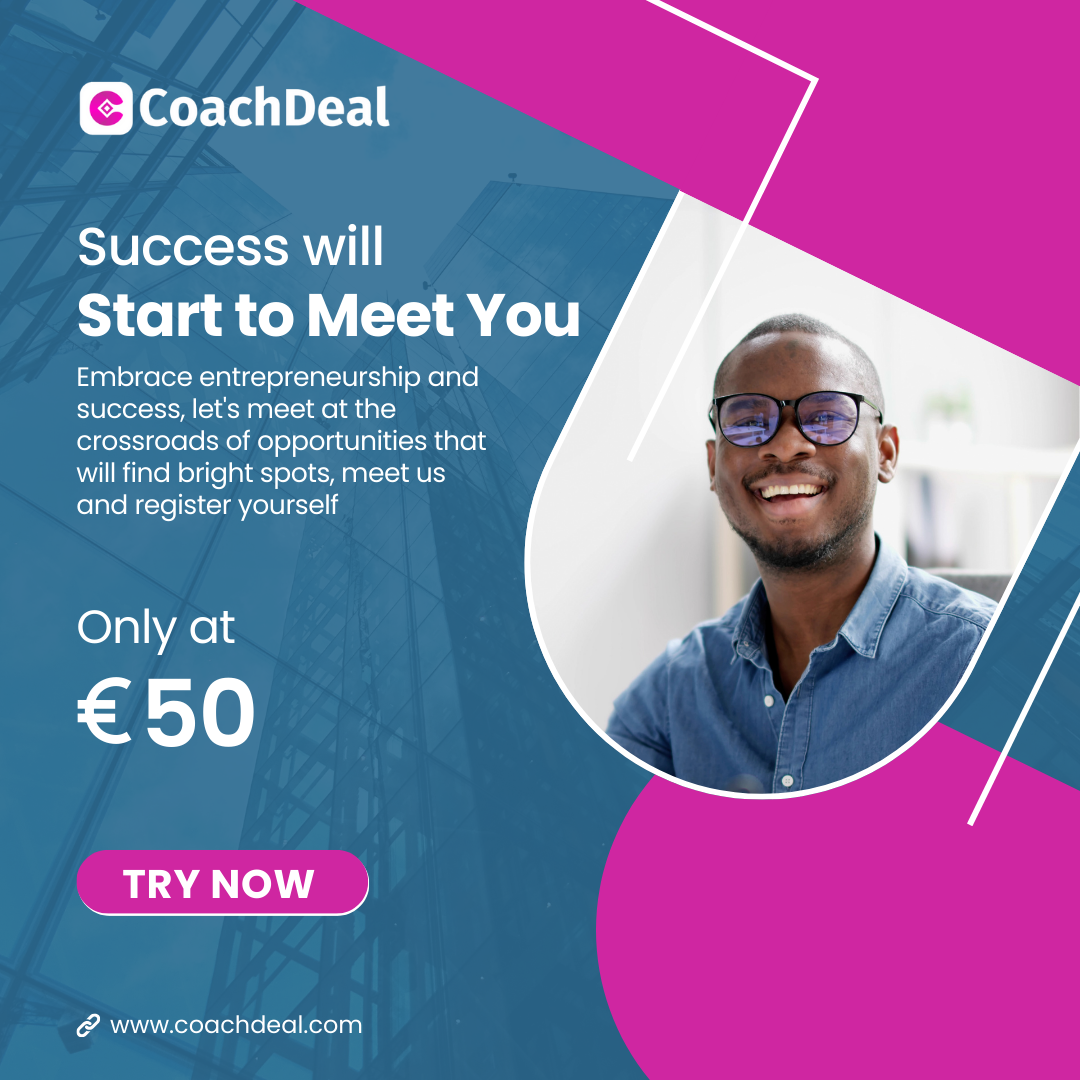 CoachDeal
Success will
Start to Meet You
Embrace entrepreneurship and
success, let's meet at the
crossroads of opportunities that
will find bright spots, meet us
and register yourself
Only at
€50
TRY NOW
www.coachdeal.com